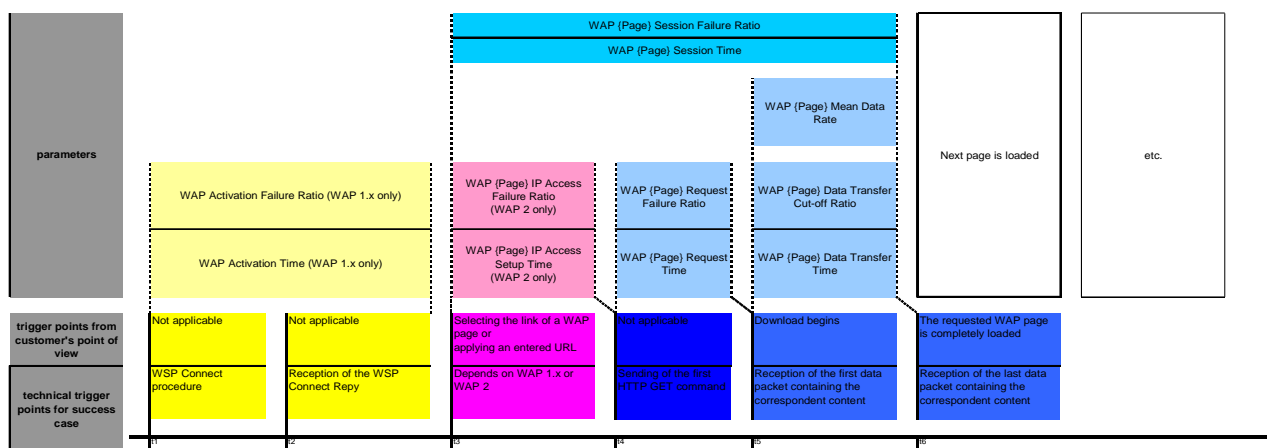 WAP {Page} Session Failure Ratio
WAP {Page} Session Time
WAP {Page} Mean Data
Rate
parameters
Next page is loaded
etc.
WAP Activation Failure Ratio (WAP 1.x only)
WAP {Page} IP Access
Failure Ratio
(WAP 2 only)
WAP {Page} Request
Failure Ratio
WAP {Page} Data Transfer
Cut-off Ratio
WAP Activation Time (WAP 1.x only)
WAP {Page} IP Access
Setup Time
(WAP 2 only)
WAP {Page} Request
Time
WAP {Page} Data Transfer
Time
trigger points from
customer's point of
view
Not applicable
Not applicable
Selecting the link of a WAP
page or
applying an entered URL
Not applicable
Download begins
The requested WAP page
is completely loaded
technical trigger
points for success
case
WSP Connect
procedure
Reception of the WSP
Connect Repy
Depends on WAP 1.x or
WAP 2
Sending of the first
HTTP GET command
Reception of the first data
packet containing the
correspondent content
Reception of the last data
packet containing the
correspondent content
t1
t2
t3
t4
t5
t6